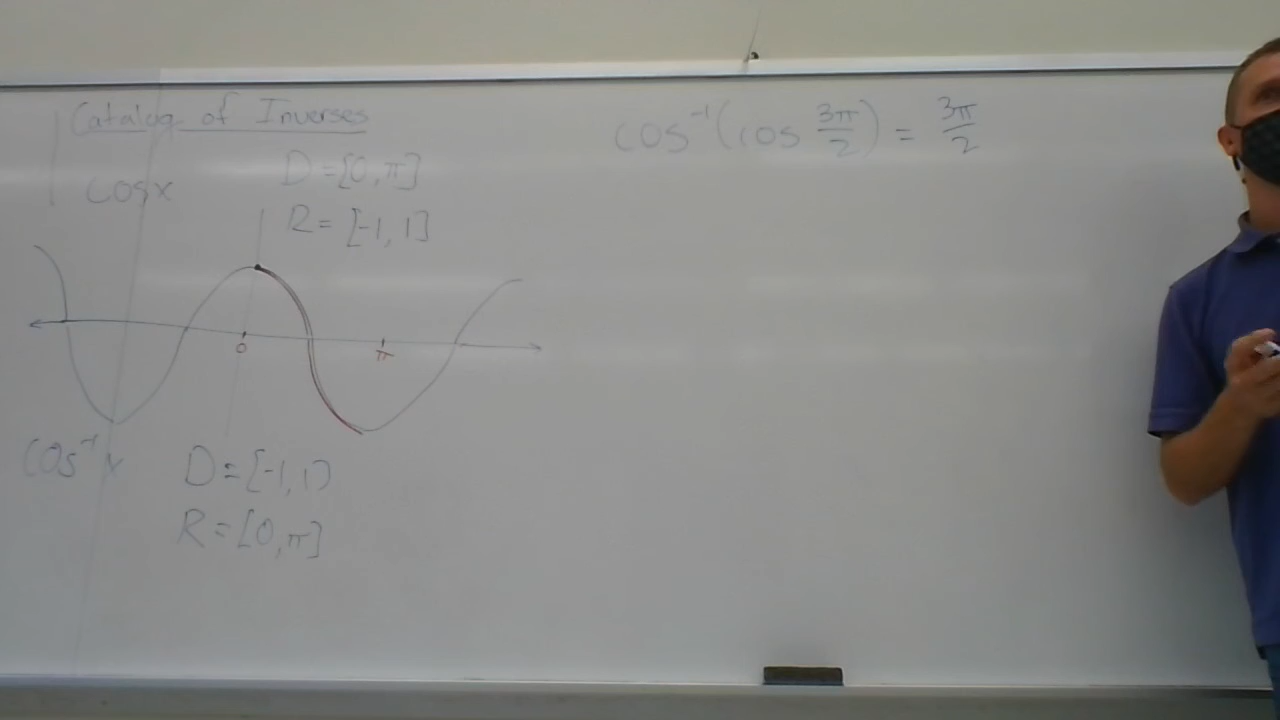 Catalog of Inverses
cos x
D = [0, π]
R = [-1, 1]
0
π
cos⁻¹ x
D = [-1, 1]
R = [0, π]
cos⁻¹(cos 3π/2) = 3π/2